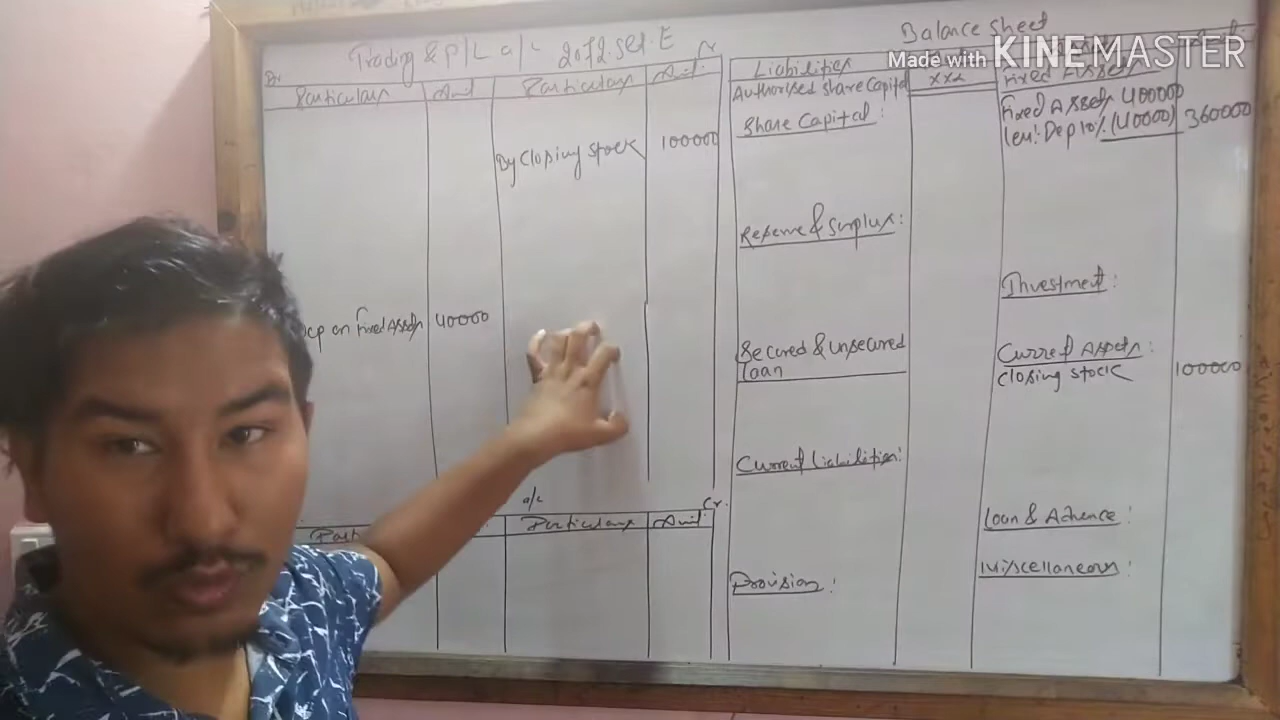 Trading & P/L a/c 2072.Set.E
Dr
Cr
Particulars
Amt
Particulars
Amt.
By Closing Stock
100000
ep on Fixed Assets
40000
a/c
Cr.
Part
Particulars
Amt.
Balance Sheet
Made with KINEMASTER
Liabilities
xxx
Fixed Assets
Authorised Share Capital
Share Capital :
Fixed Assets 400000
Less: Dep 10% (40000)
360000
Reserve & Surplus :
Investment :
Secured & unsecured
loan
Current Assets :
Closing Stock
100000
Current Liabilities :
Loan & Advance :
Miscellaneous :
Provision :